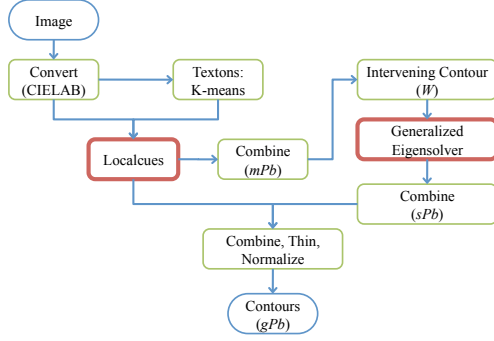 Image
Convert
(CIELAB)
Textons:
K-means
Localcues
Combine
(mPb)
Intervening Contour
(W)
Generalized
Eigensolver
Combine
(sPb)
Combine, Thin,
Normalize
Contours
(gPb)